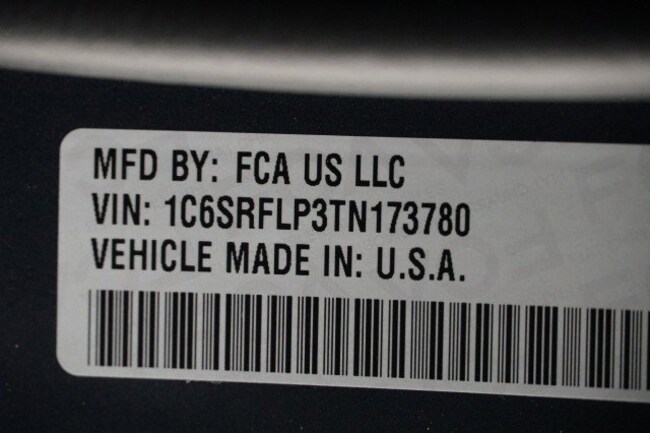 MFD BY: FCA US LLC
VIN: 1C6SRFLP3TN173780
VEHICLE MADE IN: U.S.A.